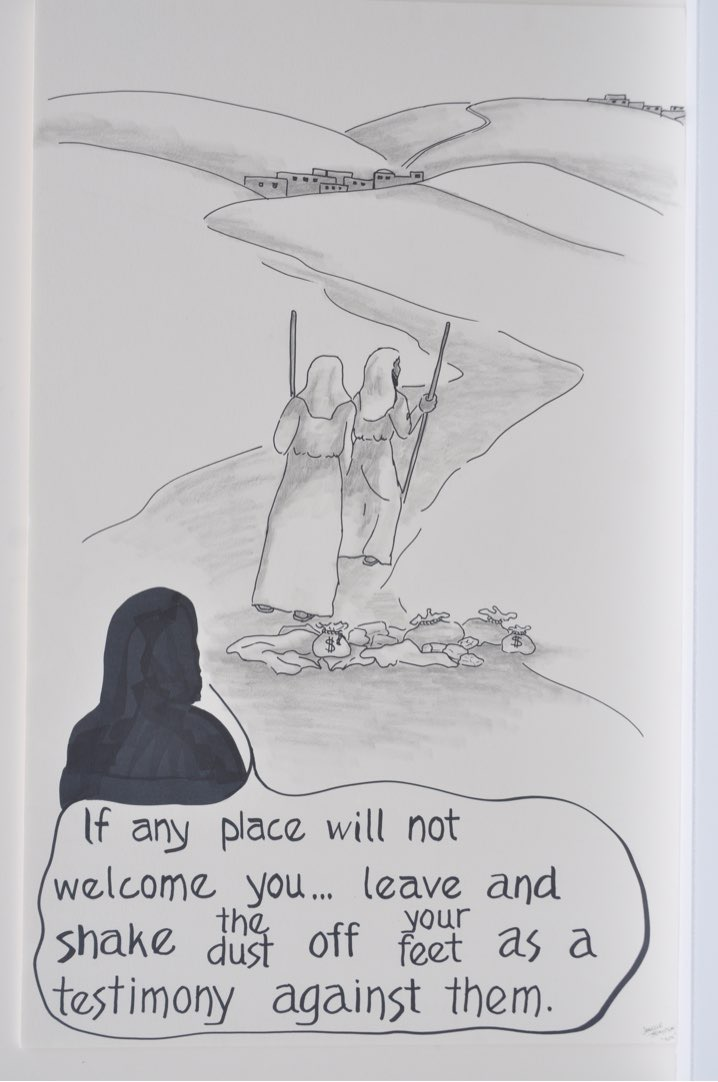 $
$
If any place will not
welcome you... leave and
shake the dust off your feet as a
testimony against them.